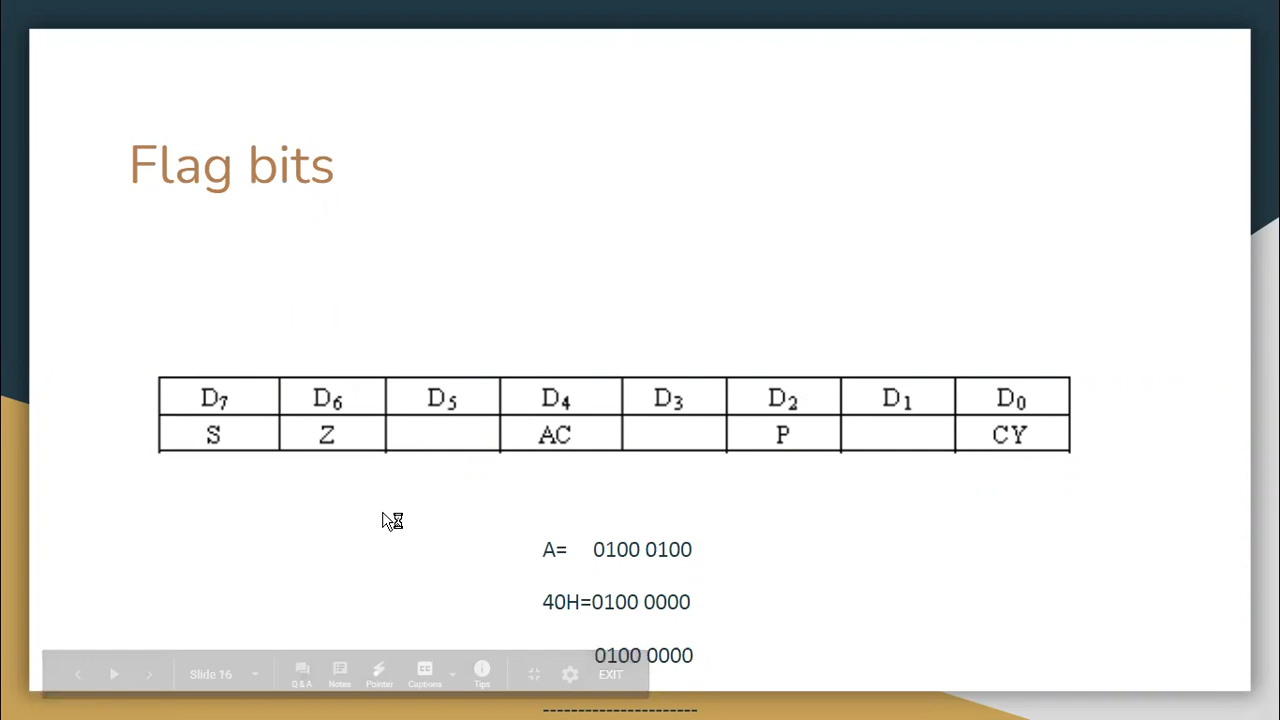 Flag bits
D7 D6 D5 D4 D3 D2 D1 D0
S Z AC P CY
A= 0100 0100
40H=0100 0000
0100 0000
Slide 16 Q & A Notes Pointer Captions Tips EXIT
----------------------